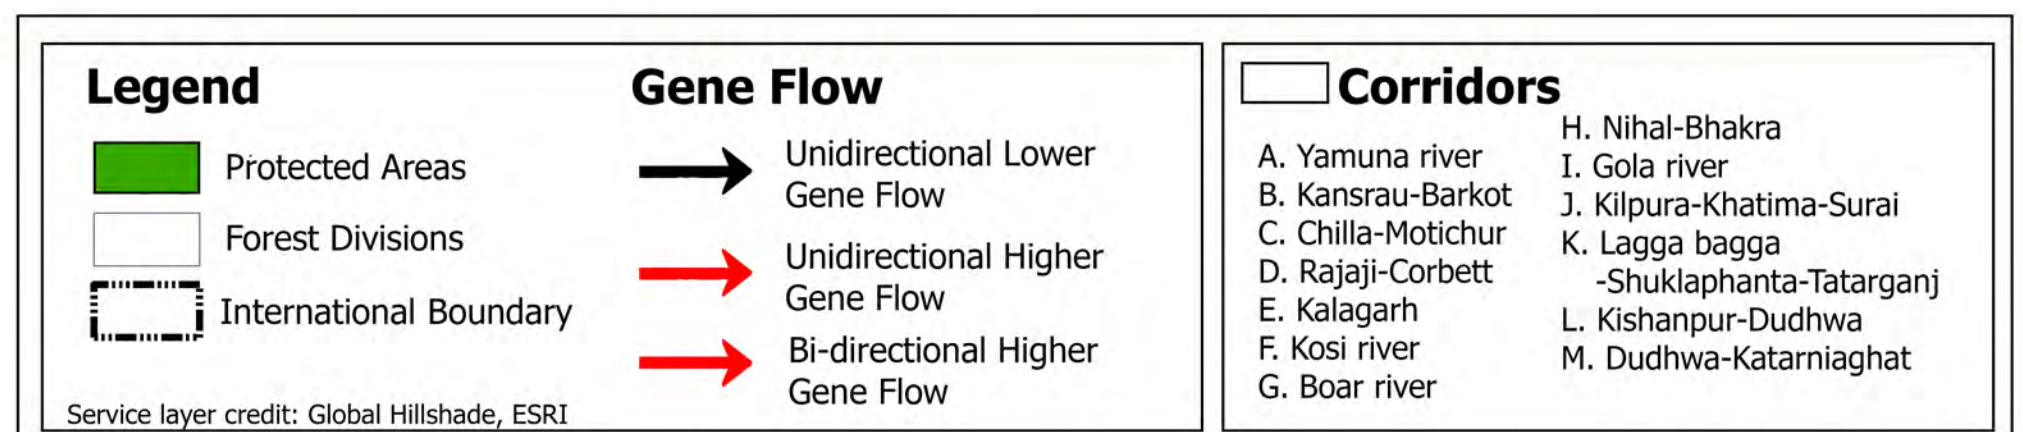 Legend
Protected Areas
Forest Divisions
International Boundary
Service layer credit: Global Hillshade, ESRI
Gene Flow
Unidirectional Lower
Gene Flow
Unidirectional Higher
Gene Flow
Bi-directional Higher
Gene Flow
Corridors
A. Yamuna river
B. Kansrau-Barkot
C. Chilla-Motichur
D. Rajaji-Corbett
E. Kalagarh
F. Kosi river
G. Boar river
H. Nihal-Bhakra
I. Gola river
J. Kilpura-Khatima-Surai
K. Lagga bagga
-Shuklaphanta-Tatarganj
L. Kishanpur-Dudhwa
M. Dudhwa-Katarniaghat